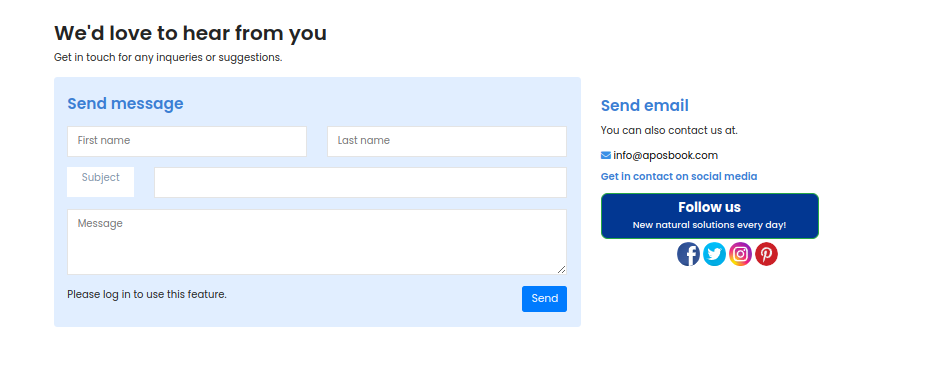 We'd love to hear from you
Get in touch for any inqueries or suggestions.
Send message
First name
Last name
Subject
Message
Please log in to use this feature.
Send
Send email
You can also contact us at.
info@aposbook.com
Get in contact on social media
Follow us
New natural solutions every day!